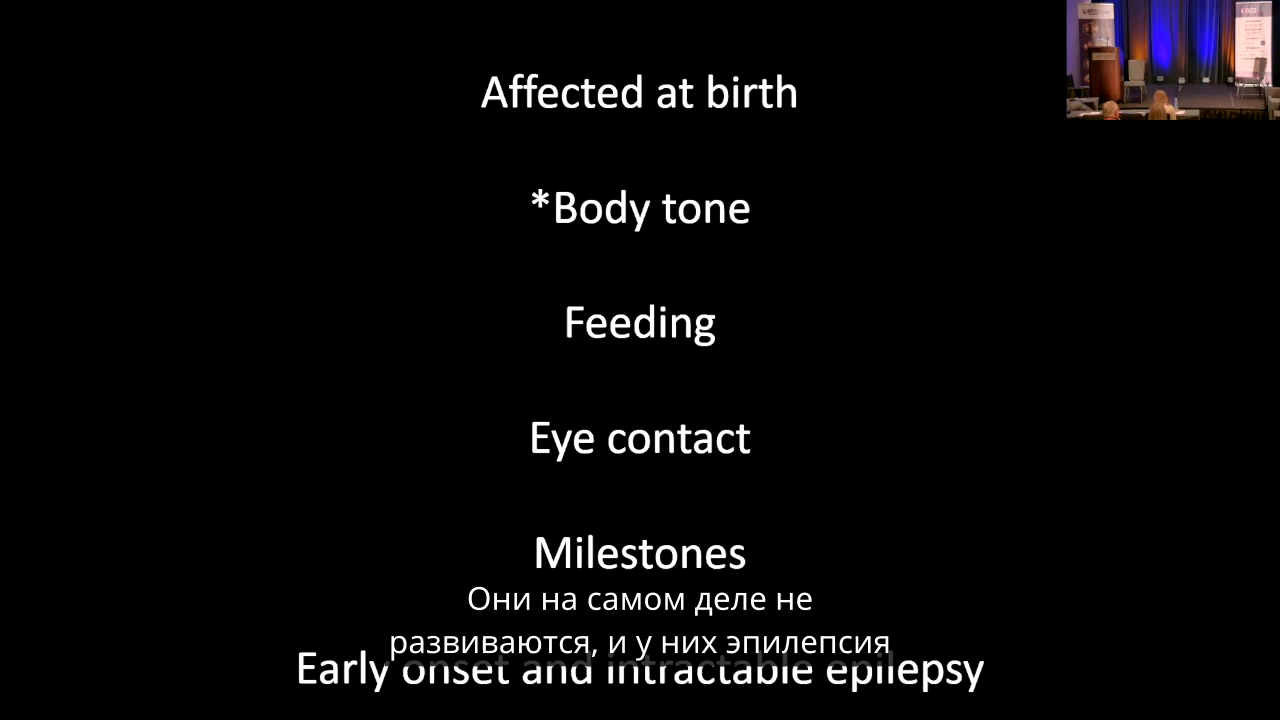 Affected at birth
*Body tone
Feeding
Eye contact
Milestones
Они на самом деле не
развиваются, и у них эпилепсия
Early onset and intractable epilepsy